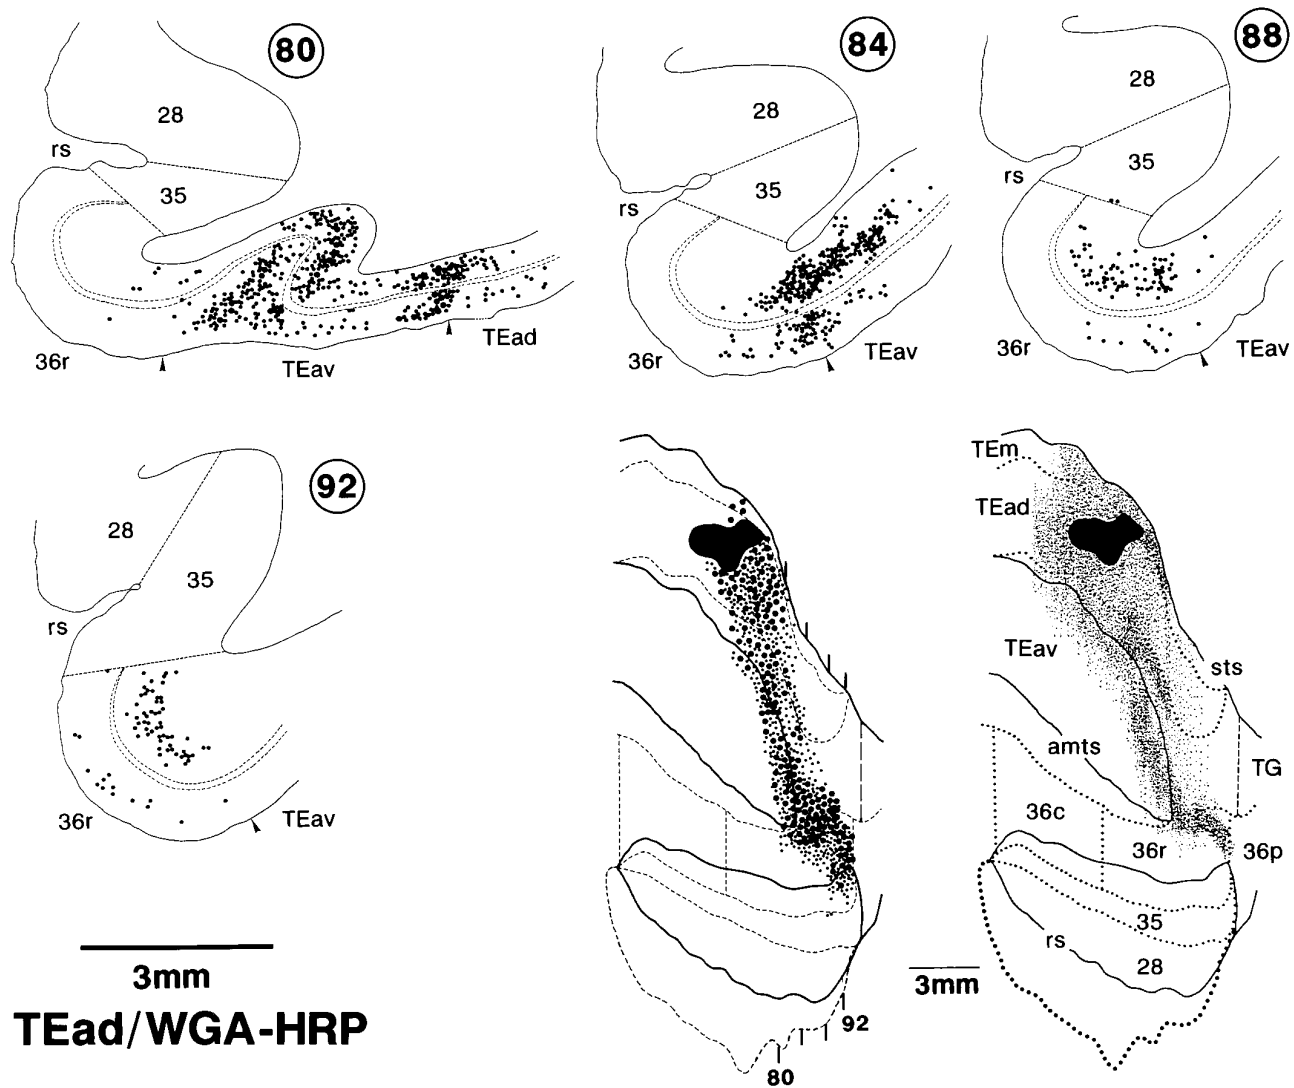 80
28
rs
35
36r
TEav
TEad
84
28
35
rs
36r
TEav
88
28
35
rs
36r
TEav
92
28
35
rs
36r
TEav
3mm
TEad/WGA-HRP
80
92
3mm
TEm
TEad
TEav
sts
amts
TG
36c
36r
36p
35
rs
28